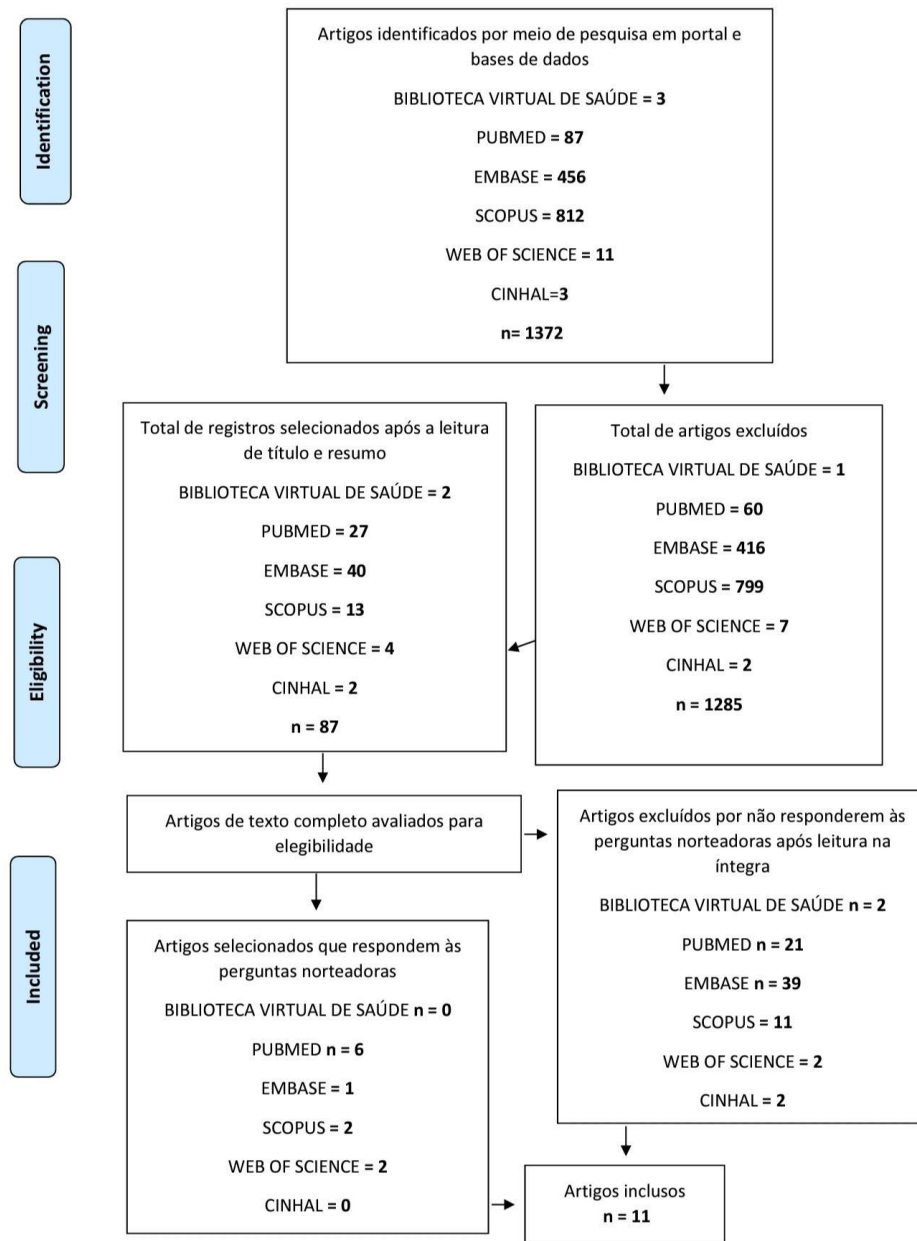 Identification
Artigos identificados por meio de pesquisa em portal e
bases de dados
BIBLIOTECA VIRTUAL DE SAÚDE = 3
PUBMED = 87
EMBASE = 456
SCOPUS = 812
WEB OF SCIENCE = 11
CINHAL=3
n= 1372
Screening
Total de registros selecionados após a leitura
de título e resumo
BIBLIOTECA VIRTUAL DE SAÚDE = 2
PUBMED = 27
EMBASE = 40
SCOPUS = 13
WEB OF SCIENCE = 4
CINHAL = 2
n = 87
Total de artigos excluídos
BIBLIOTECA VIRTUAL DE SAÚDE = 1
PUBMED = 60
EMBASE = 416
SCOPUS = 799
WEB OF SCIENCE = 7
CINHAL = 2
n = 1285
Eligibility
Artigos de texto completo avaliados para
elegibilidade
Artigos excluídos por não responderem às
perguntas norteadoras após leitura na
íntegra
BIBLIOTECA VIRTUAL DE SAÚDE n = 2
PUBMED n = 21
EMBASE n = 39
SCOPUS = 11
WEB OF SCIENCE = 2
CINHAL = 2
Included
Artigos selecionados que respondem às
perguntas norteadoras
BIBLIOTECA VIRTUAL DE SAÚDE n = 0
PUBMED n = 6
EMBASE = 1
SCOPUS = 2
WEB OF SCIENCE = 2
CINHAL = 0
Artigos inclusos
n = 11